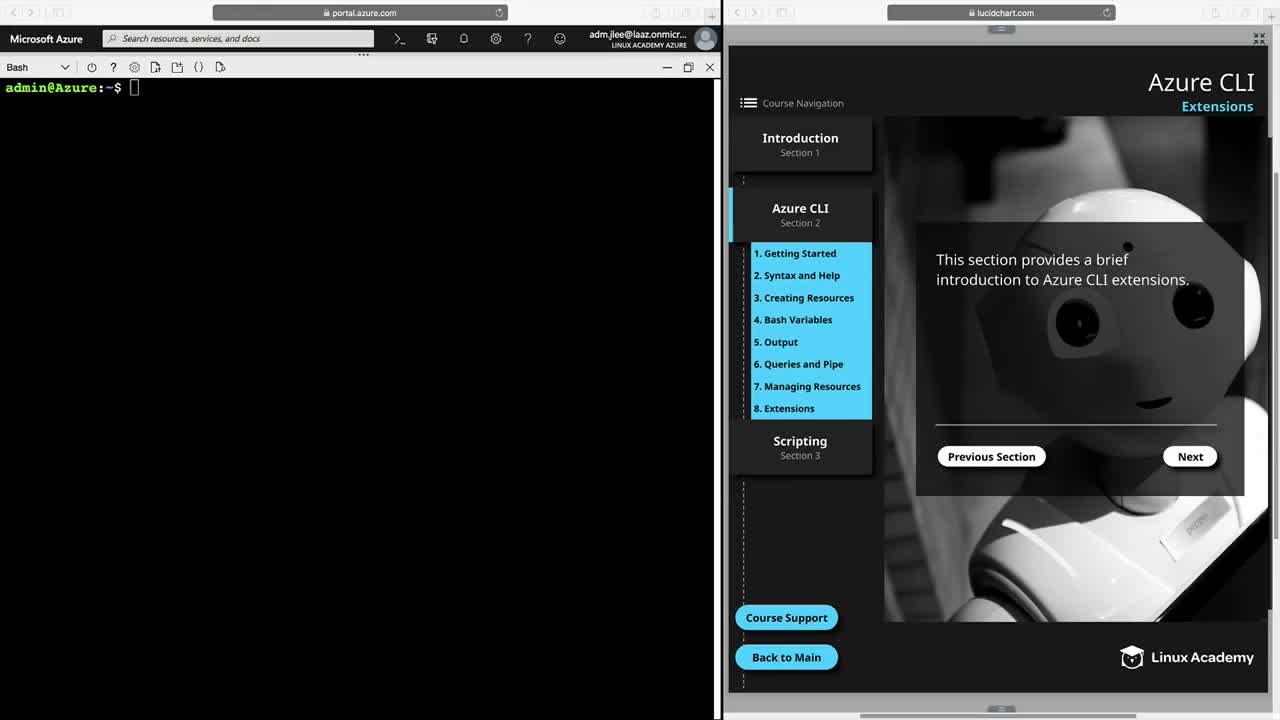 portal.azure.com
Microsoft Azure
Search resources, services, and docs
adm.jlee@laaz.onmicr...
LINUX ACADEMY AZURE
Bash
admin@Azure:~$
lucidchart.com
Azure CLI
Extensions
Course Navigation
Introduction
Section 1
Azure CLI
Section 2
1. Getting Started
2. Syntax and Help
3. Creating Resources
4. Bash Variables
5. Output
6. Queries and Pipe
7. Managing Resources
8. Extensions
Scripting
Section 3
This section provides a brief
introduction to Azure CLI extensions.
Previous Section
Next
Course Support
Back to Main
Linux Academy